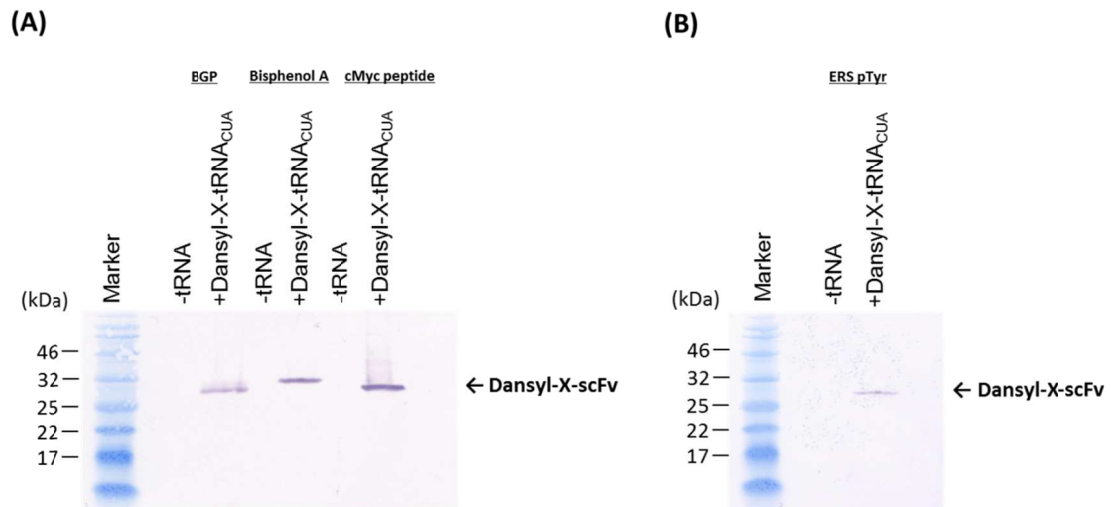 (A)
BGP
Bisphenol A
cMyc peptide
(kDa)
Marker
-tRNA
+Dansyl-X-tRNACUA
-tRNA
+Dansyl-X-tRNACUA
-tRNA
+Dansyl-X-tRNACUA
46
32
25
22
17
← Dansyl-X-scFv
(B)
ERS pTyr
(kDa)
Marker
-tRNA
+Dansyl-X-tRNACUA
46
32
25
22
17
← Dansyl-X-scFv